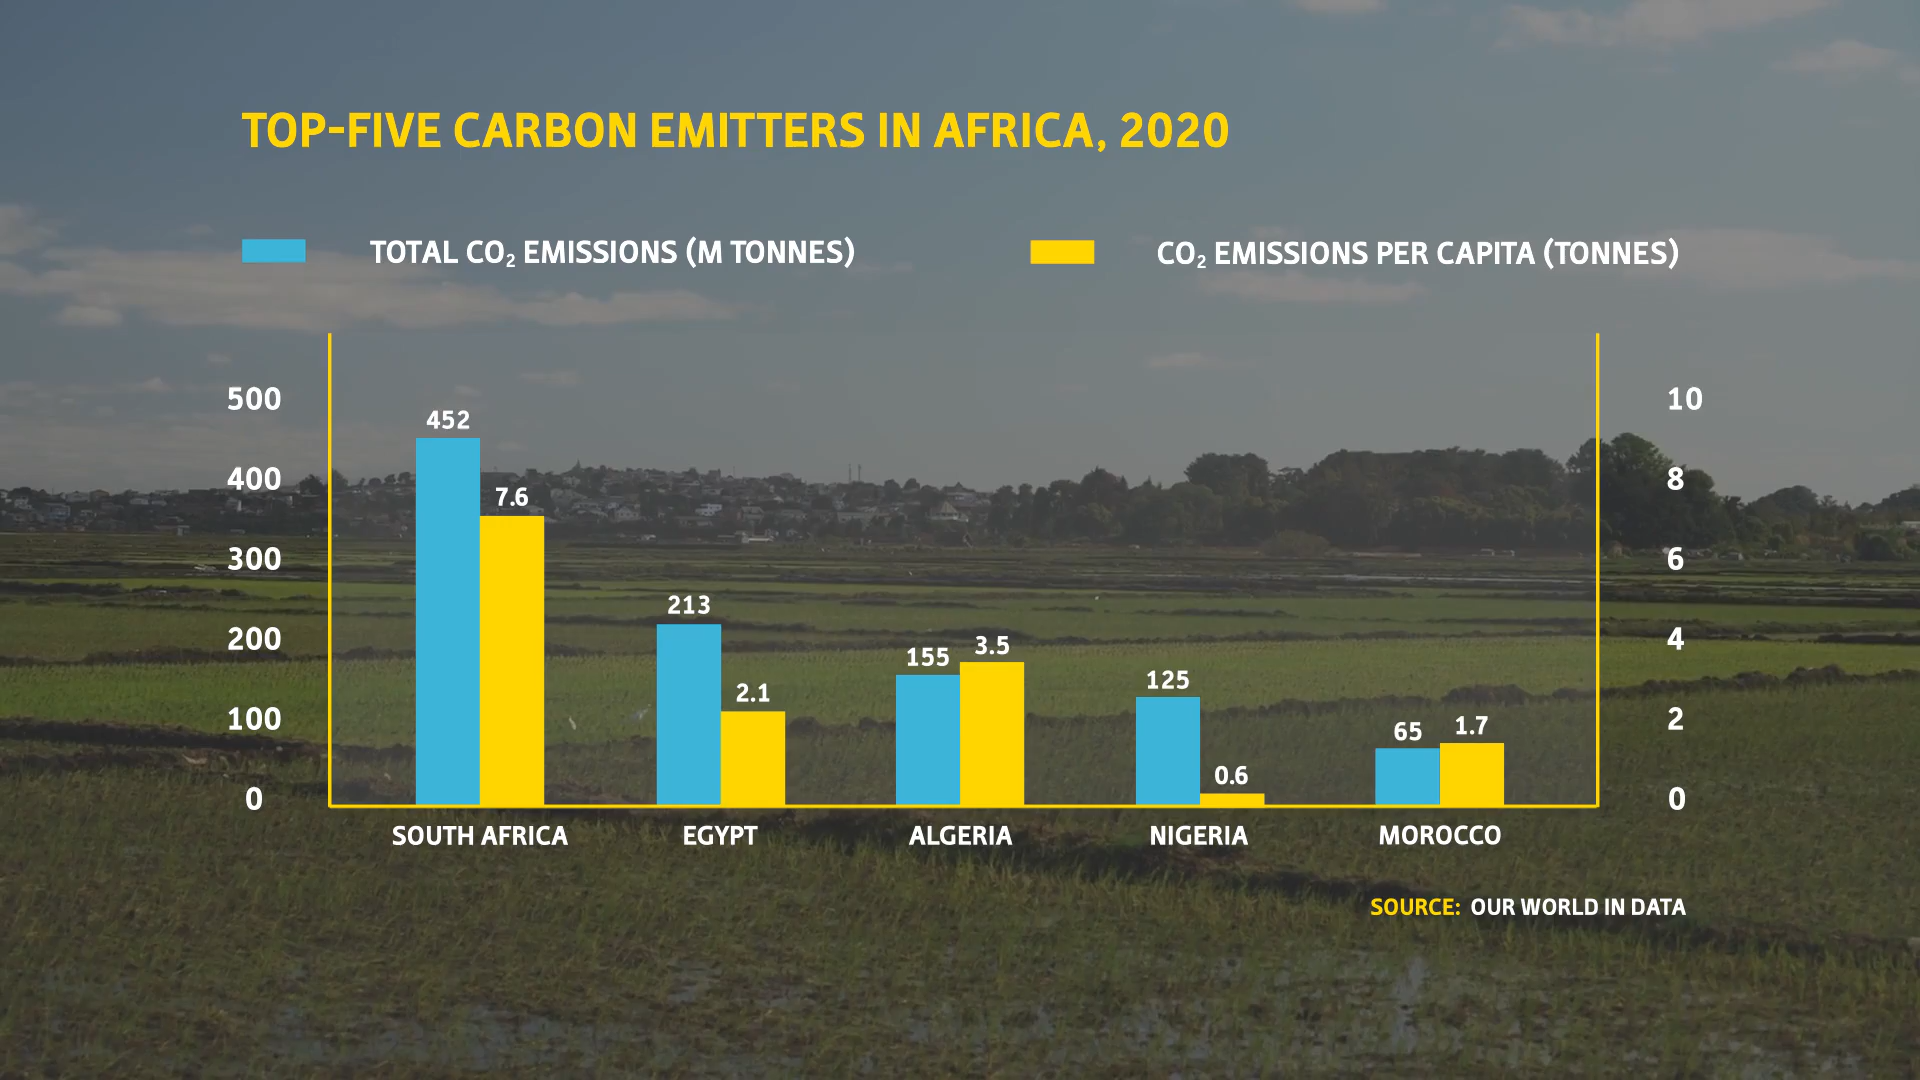 TOP-FIVE CARBON EMITTERS IN AFRICA, 2020
TOTAL CO₂ EMISSIONS (M TONNES)
CO₂ EMISSIONS PER CAPITA (TONNES)
500
400
300
200
100
0
452
7.6
213
2.1
155
3.5
125
0.6
65
1.7
10
8
6
4
2
0
SOUTH AFRICA
EGYPT
ALGERIA
NIGERIA
MOROCCO
SOURCE: OUR WORLD IN DATA